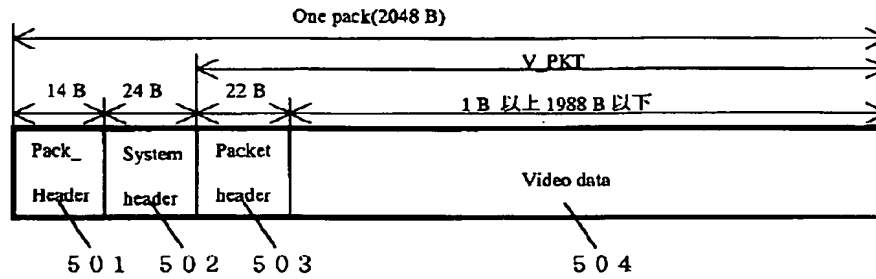 One pack(2048 B)
V_PKT
14 B 24 B 22 B 1 B 以上 1988 B 以下
Pack_ System Packet
Header header header Video data
501 502 503 504